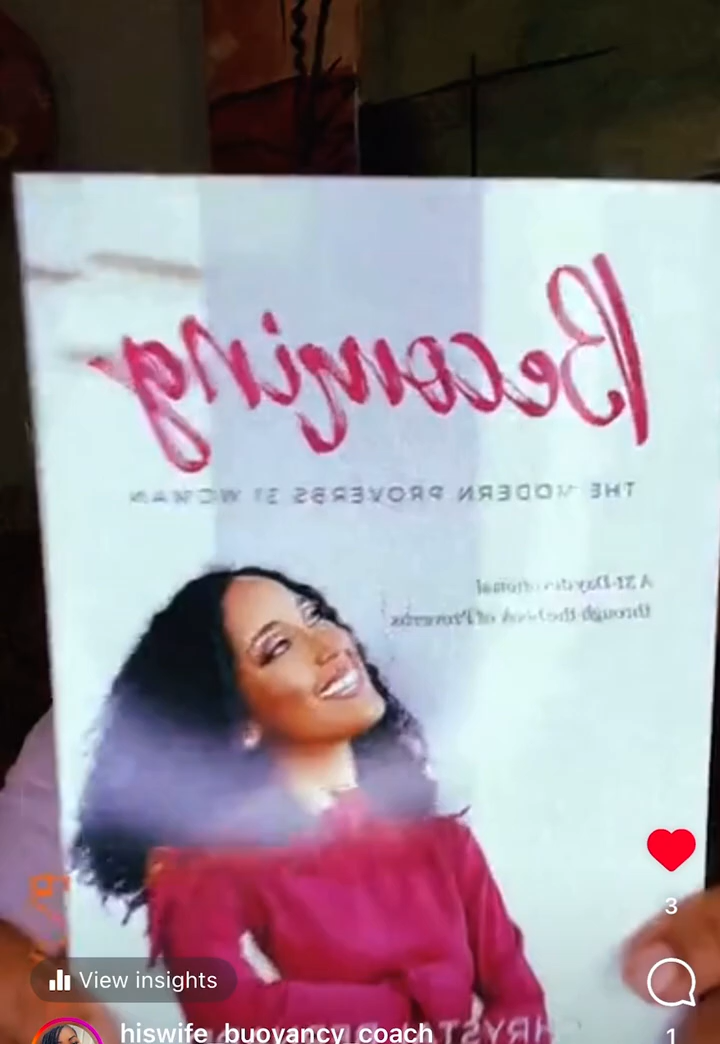 Becoming
THE MODERN PROVERBS 31 WOMAN
A 31-Day devotional
through the book of Proverbs
3
View insights
hiswife_buoyancy_coach
1